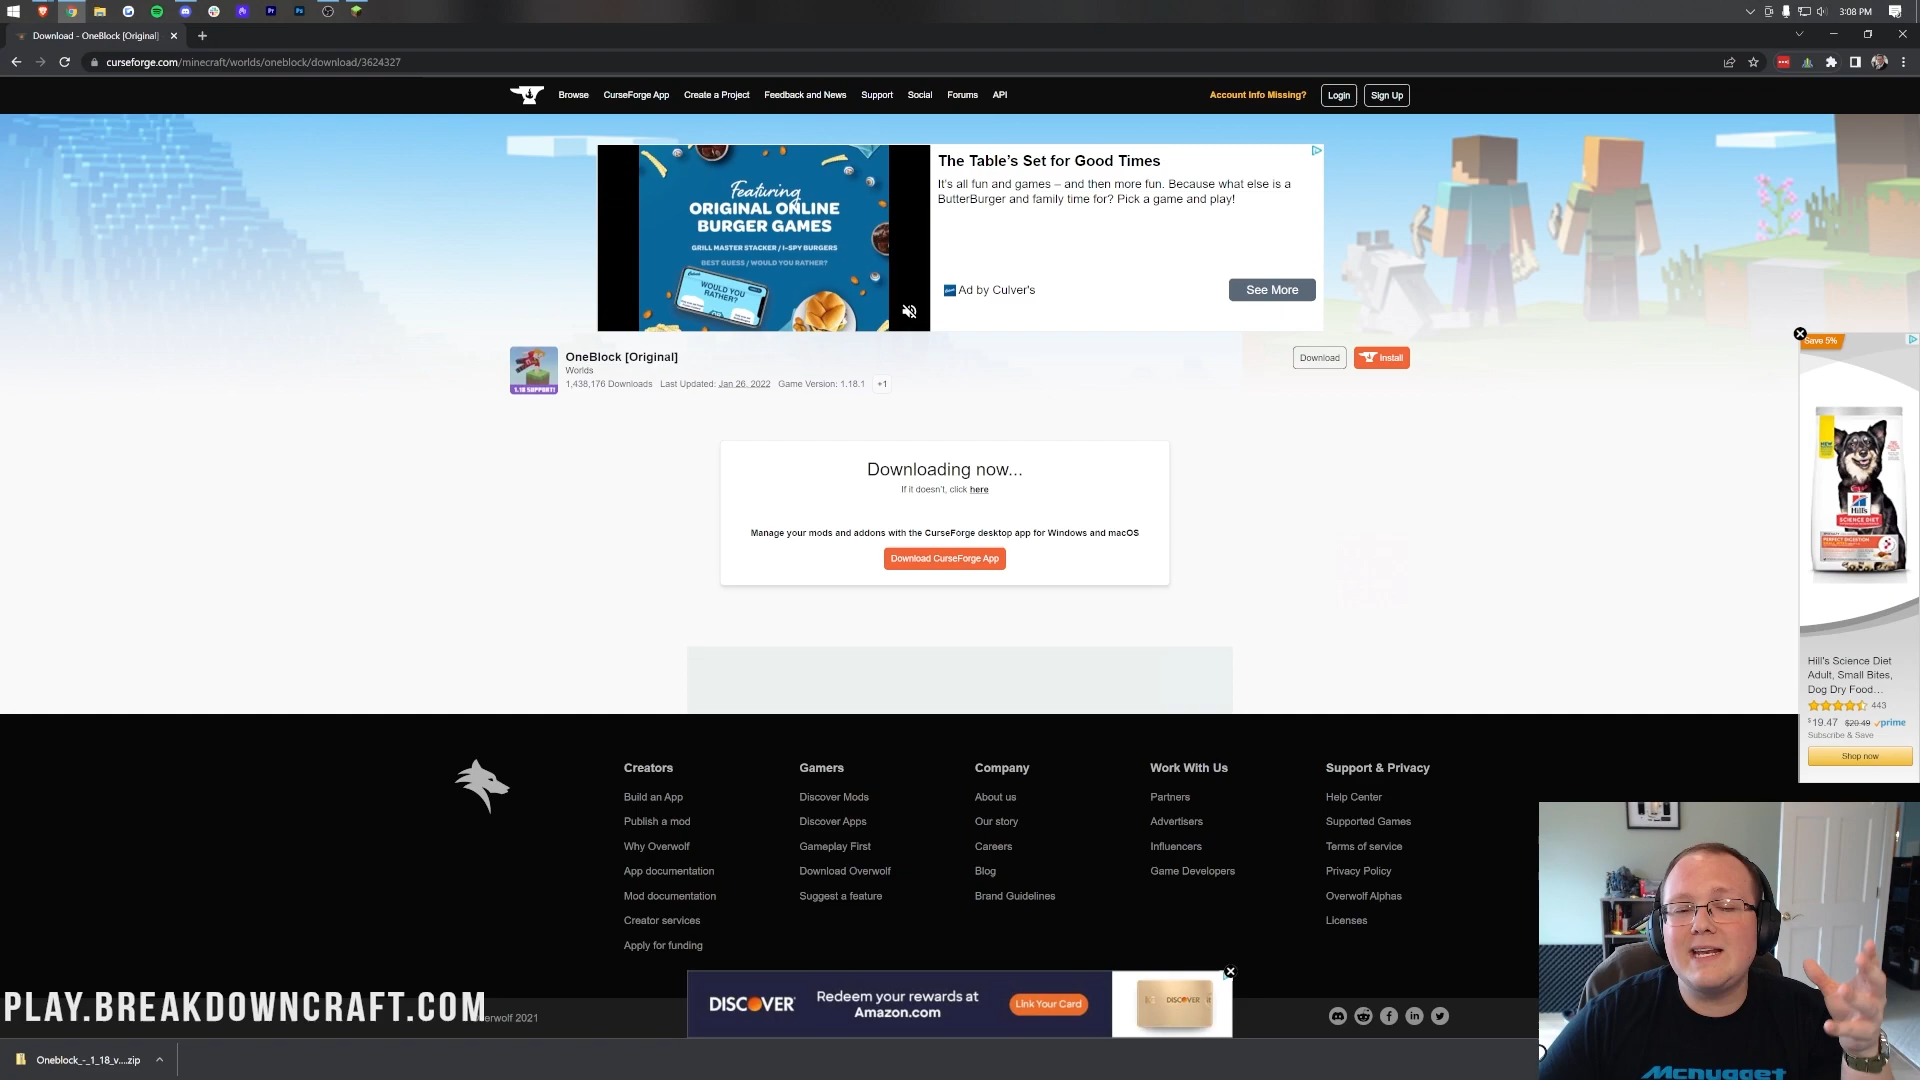 3:08 PM
Download - OneBlock [Original]
curseforge.com/minecraft/worlds/oneblock/download/3624327
Browse
CurseForge App
Create a Project
Feedback and News
Support
Social
Forums
API
Account Info Missing?
Login
Sign Up
Featuring
ORIGINAL ONLINE
BURGER GAMES
GRILL MASTER STACKER / I-SPY BURGERS
BEST GUESS / WOULD YOU RATHER?
WOULD YOU
RATHER?
The Table's Set for Good Times
It's all fun and games – and then more fun. Because what else is a
ButterBurger and family time for? Pick a game and play!
Ad by Culver's
See More
1.18 SUPPORT!
OneBlock [Original]
Worlds
1,438,176 Downloads Last Updated: Jan 26, 2022 Game Version: 1.18.1 +1
Download
Install
Downloading now...
If it doesn't, click here
Manage your mods and addons with the CurseForge desktop app for Windows and macOS
Download CurseForge App
Save 5%
Hill's
SCIENCE DIET
PERFECT DIGESTION
Hill's Science Diet
Adult, Small Bites,
Dog Dry Food...
443
$19.47 $20.49 prime
Subscribe & Save
Shop now
Creators
Build an App
Publish a mod
Why Overwolf
App documentation
Mod documentation
Creator services
Apply for funding
Gamers
Discover Mods
Discover Apps
Gameplay First
Download Overwolf
Suggest a feature
Company
About us
Our story
Careers
Blog
Brand Guidelines
Work With Us
Partners
Advertisers
Influencers
Game Developers
Support & Privacy
Help Center
Supported Games
Terms of service
Privacy Policy
Overwolf Alphas
Licenses
DISCOVER
Redeem your rewards at
Amazon.com
Link Your Card
DISCOVER
PLAY.BREAKDOWNCRAFT.COM
erwolf 2021
Oneblock_-_1_18_v....zip
Mcnugget